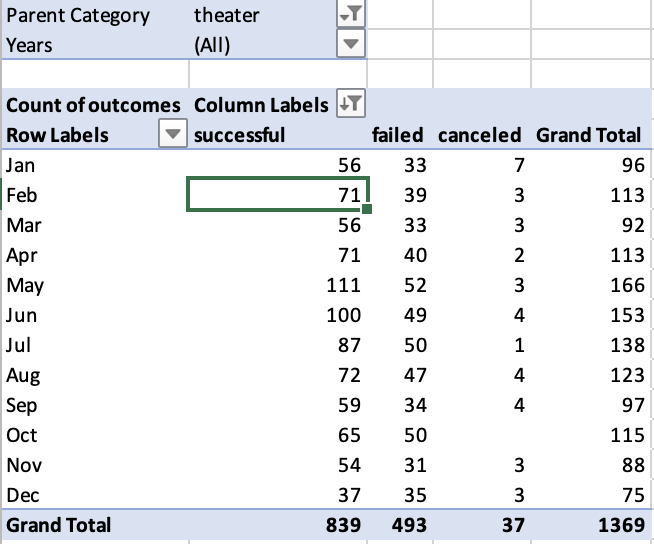 Parent Category theater
Years (All)
Count of outcomes Column Labels
Row Labels successful failed canceled Grand Total
Jan 56 33 7 96
Feb 71 39 3 113
Mar 56 33 3 92
Apr 71 40 2 113
May 111 52 3 166
Jun 100 49 4 153
Jul 87 50 1 138
Aug 72 47 4 123
Sep 59 34 4 97
Oct 65 50 115
Nov 54 31 3 88
Dec 37 35 3 75
Grand Total 839 493 37 1369